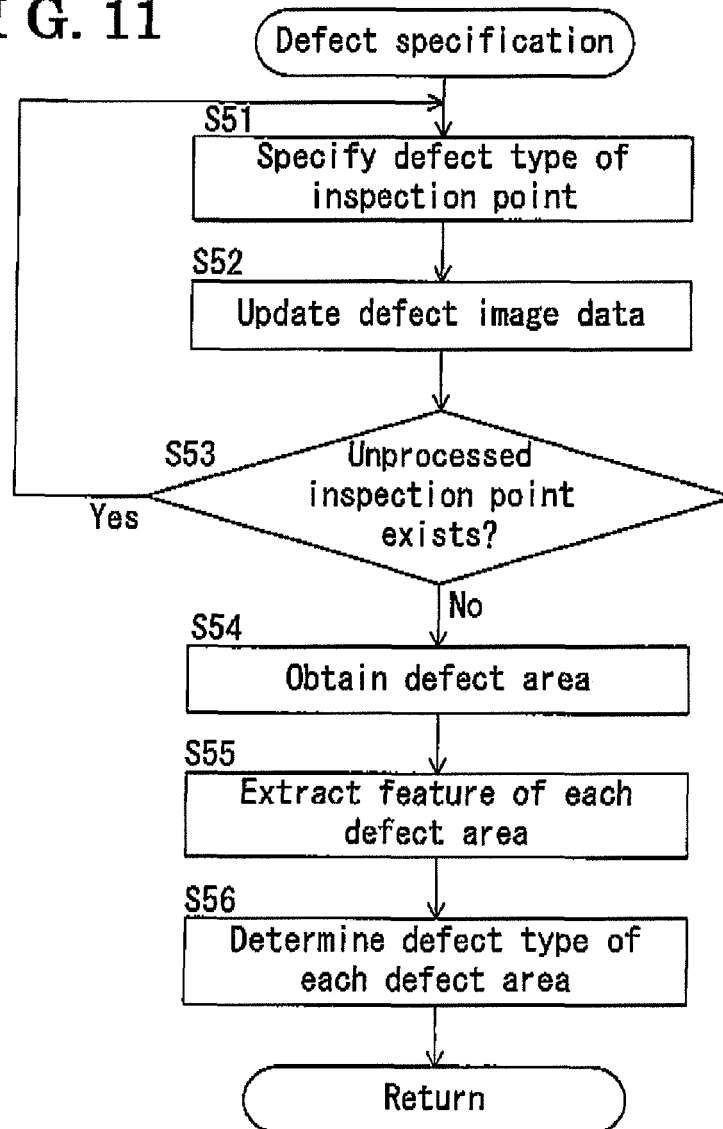 G. 11
Defect specification
S51
Specify defect type of
inspection point
S52
Update defect image data
S53
Unprocessed
inspection point
exists?
Yes
No
S54
Obtain defect area
S55
Extract feature of each
defect area
S56
Determine defect type of
each defect area
Return